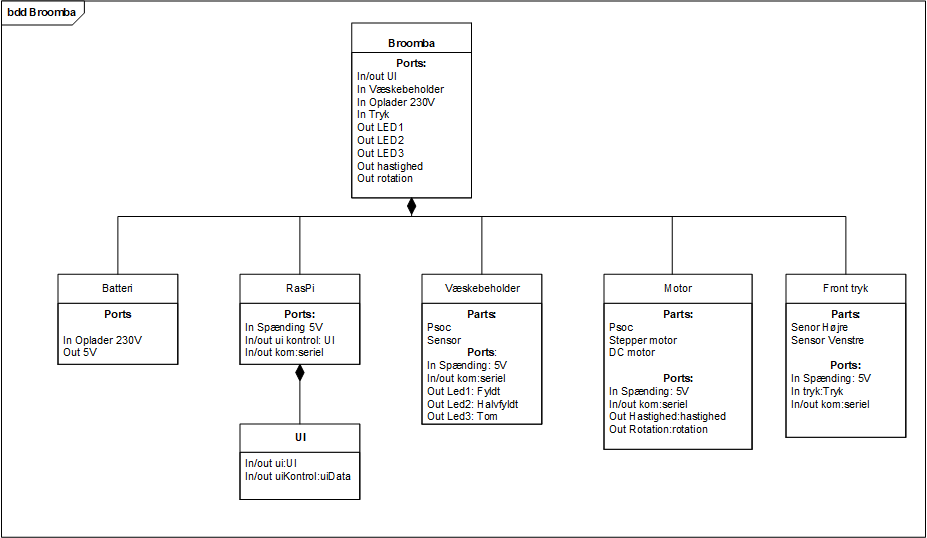 bdd Broomba
Broomba
Ports:
In/out UI
In Væskebeholder
In Oplader 230V
In Tryk
Out LED1
Out LED2
Out LED3
Out hastighed
Out rotation
Batteri
Ports
In Oplader 230V
Out 5V
RasPi
Ports:
In Spænding 5V
In/out ui kontrol: UI
In/out kom:seriel
UI
In/out ui:UI
In/out uiKontrol:uiData
Væskebeholder
Parts:
Psoc
Sensor
Ports:
In Spænding: 5V
In/out kom:seriel
Out Led1: Fyldt
Out Led2: Halvfyldt
Out Led3: Tom
Motor
Parts:
Psoc
Stepper motor
DC motor
Ports:
In Spænding: 5V
In/out kom:seriel
Out Hastighed:hastighed
Out Rotation:rotation
Front tryk
Parts:
Senor Højre
Sensor Venstre
Ports:
In Spænding: 5V
In tryk:Tryk
In/out kom:seriel